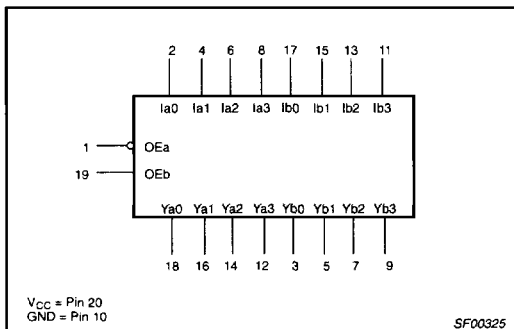 2 4 6 8 17 15 13 11
Ia0 Ia1 Ia2 Ia3 Ib0 Ib1 Ib2 Ib3
1 OEa
19 OEb
Ya0 Ya1 Ya2 Ya3 Yb0 Yb1 Yb2 Yb3
18 16 14 12 3 5 7 9
VCC = Pin 20
GND = Pin 10
SF00325